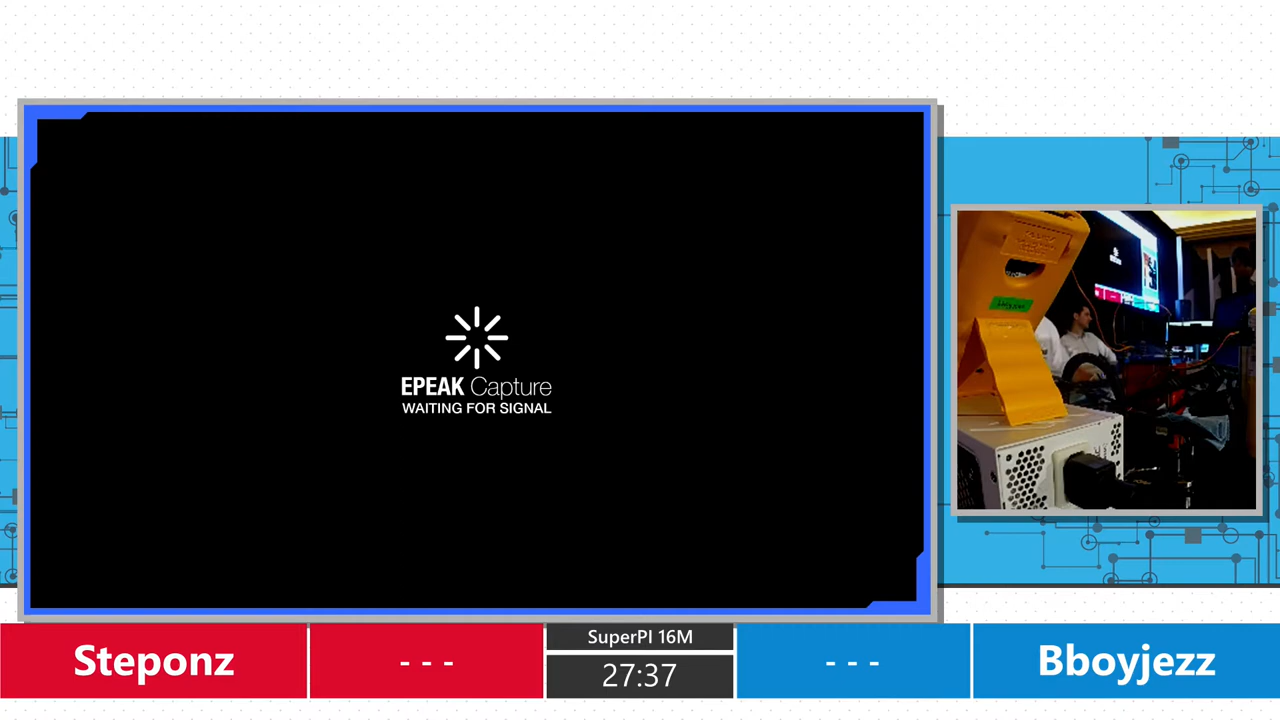 EPEAK Capture
WAITING FOR SIGNAL
Steponz
- - -
SuperPI 16M
27:37
- - -
Bboyjezz